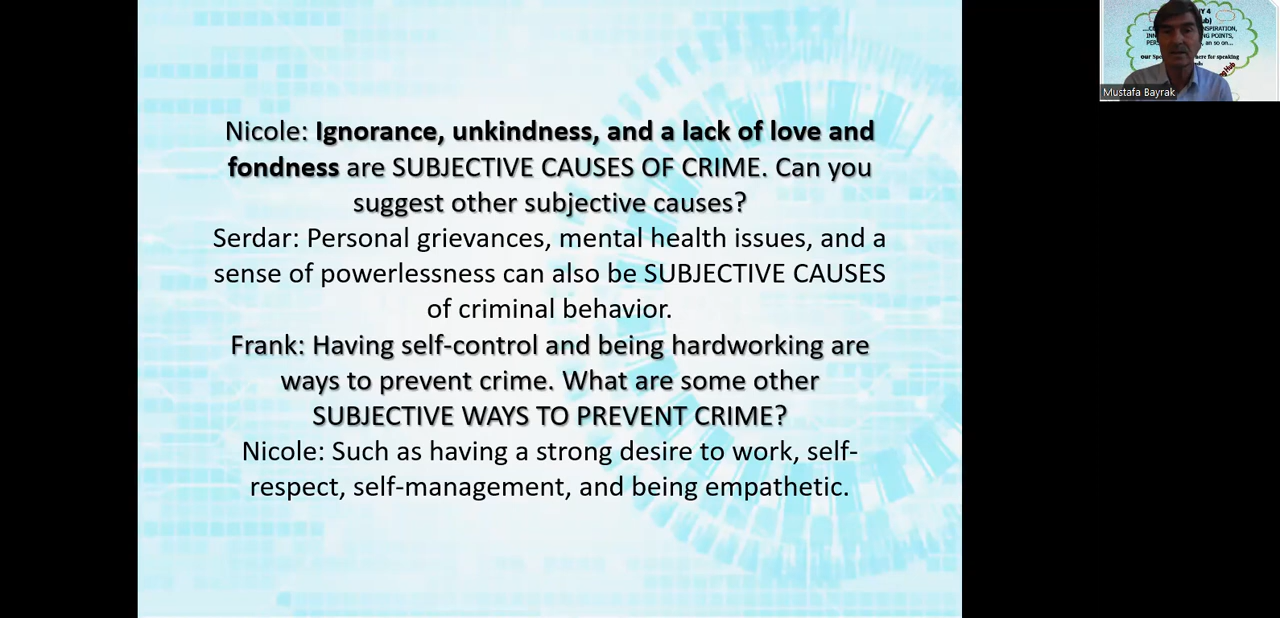 Nicole: Ignorance, unkindness, and a lack of love and
fondness are SUBJECTIVE CAUSES OF CRIME. Can you
suggest other subjective causes?
Serdar: Personal grievances, mental health issues, and a
sense of powerlessness can also be SUBJECTIVE CAUSES
of criminal behavior.
Frank: Having self-control and being hardworking are
ways to prevent crime. What are some other
SUBJECTIVE WAYS TO PREVENT CRIME?
Nicole: Such as having a strong desire to work, self-
respect, self-management, and being empathetic.
Mustafa Bayrak